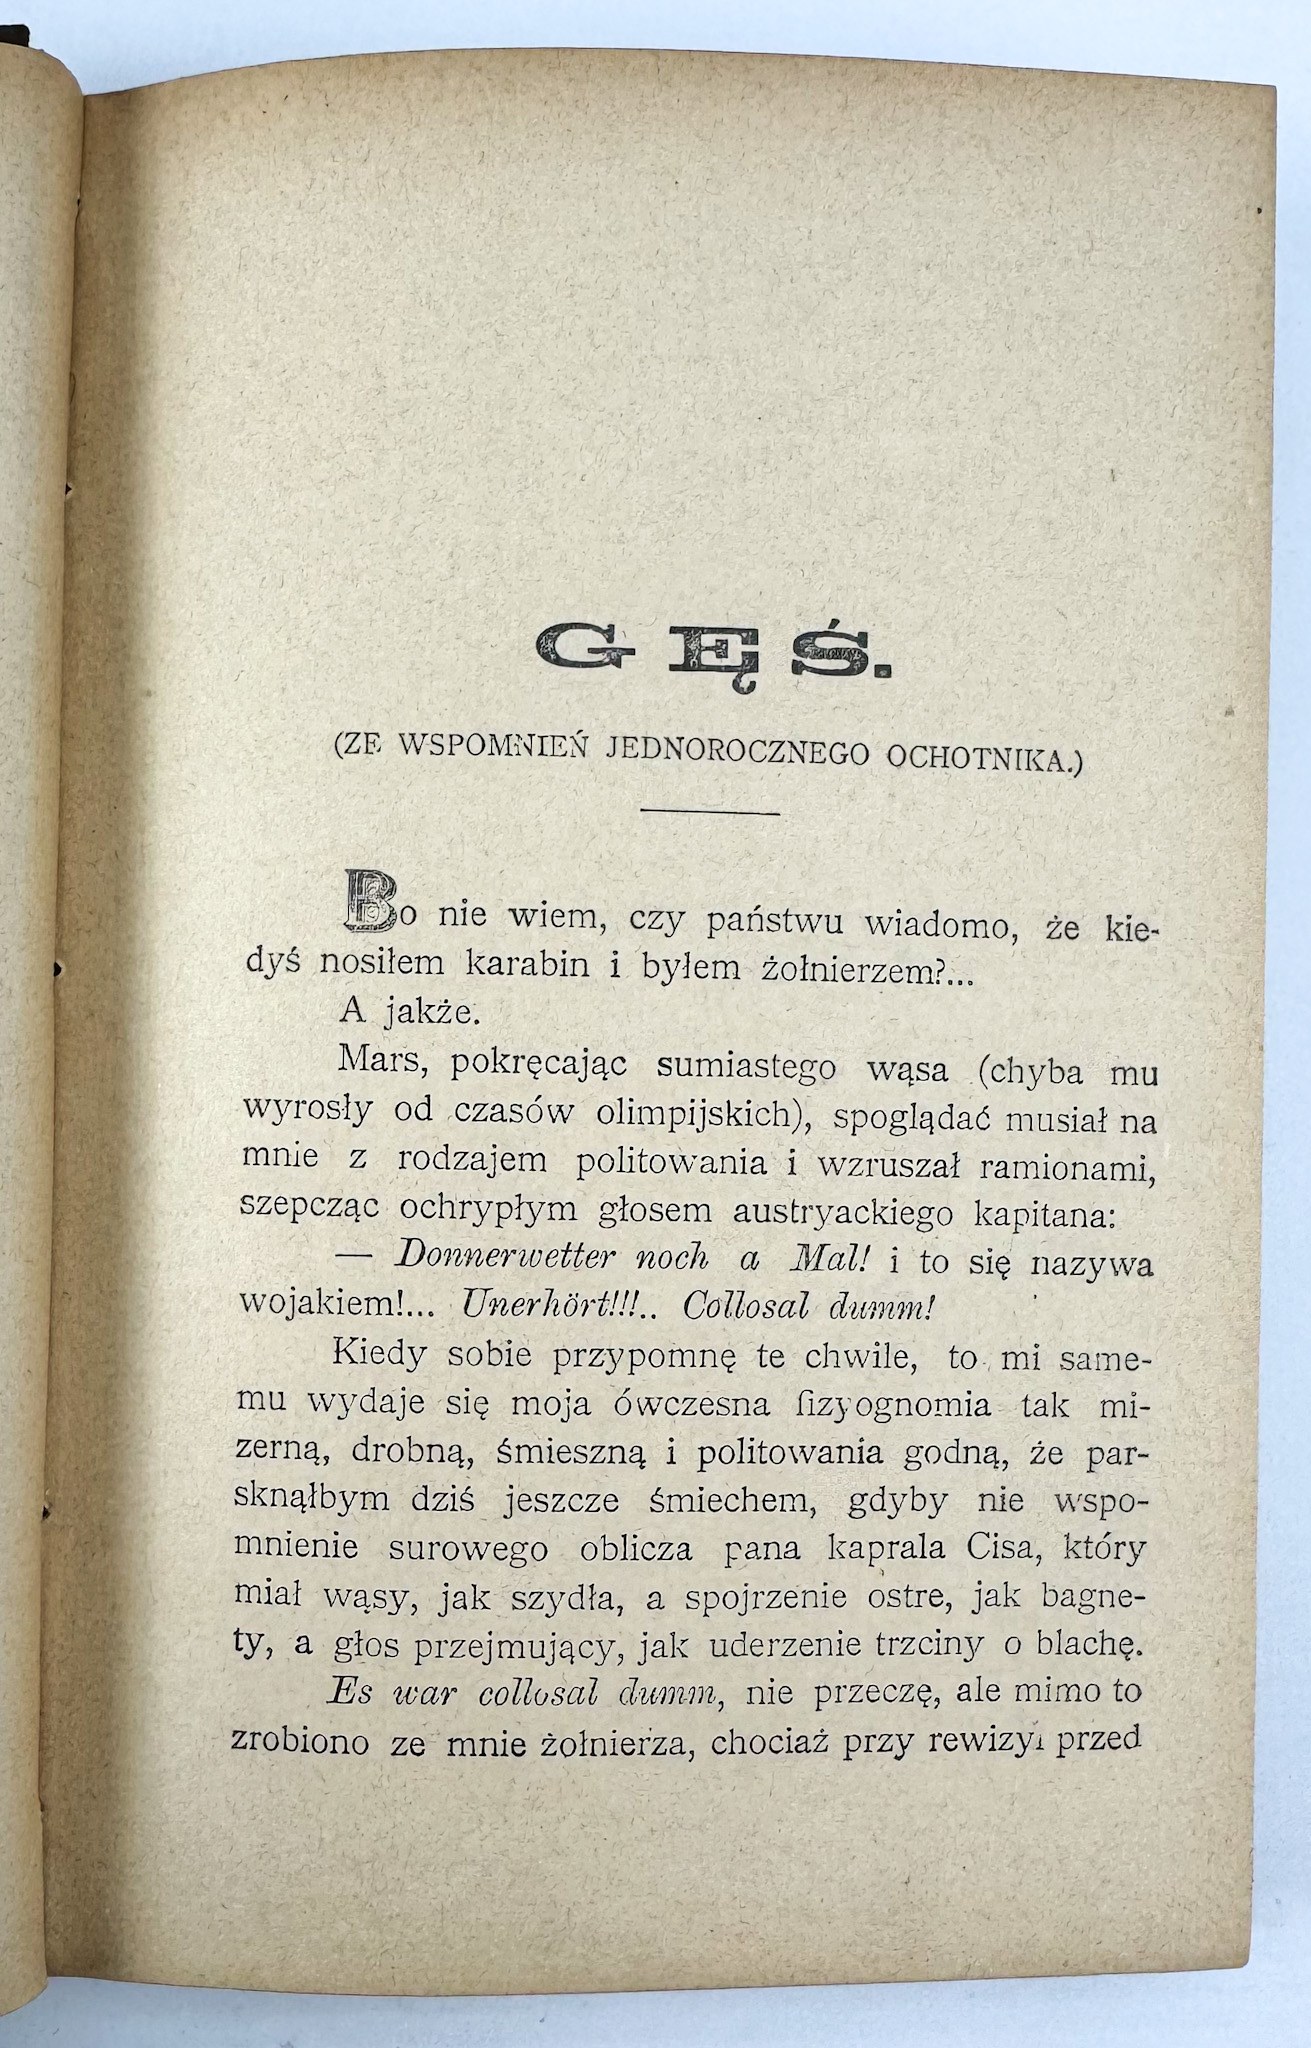 GĘŚ.
(ZE WSPOMNIEŃ JEDNOROCZNEGO OCHOTNIKA.)
Bo nie wiem, czy państwu wiadomo, że kie-
dyś nosiłem karabin i byłem żołnierzem?...
A jakże.
Mars, pokręcając sumiastego wąsa (chyba mu
wyrosły od czasów olimpijskich), spoglądać musiał na
mnie z rodzajem politowania i wzruszał ramionami,
szepcząc ochrypłym głosem austryackiego kapitana:
— Donnerwetter noch a Mal! i to się nazywa
wojakiem!... Unerhört!!!.. Collosal dumm!
Kiedy sobie przypomnę te chwile, to mi same-
mu wydaje się moja ówczesna fizyognomia tak mi-
zerną, drobną, śmieszną i politowania godną, że par-
sknąłbym dziś jeszcze śmiechem, gdyby nie wspo-
mnienie surowego oblicza pana kaprala Cisa, który
miał wąsy, jak szydła, a spojrzenie ostre, jak bagne-
ty, a głos przejmujący, jak uderzenie trzciny o blachę.
Es war collosal dumm, nie przeczę, ale mimo to
zrobiono ze mnie żołnierza, chociaż przy rewizyi przed